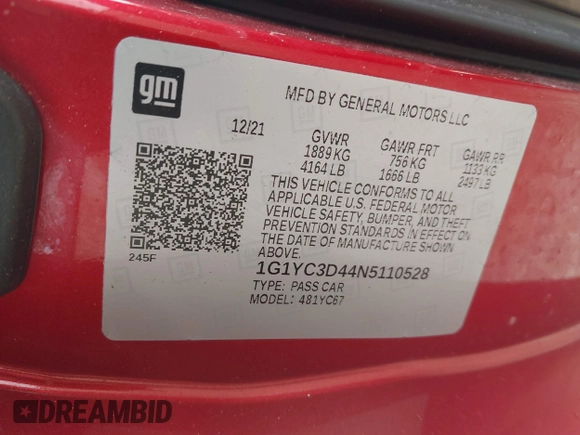 gm
MFD BY GENERAL MOTORS LLC
12/21
GVWR GAWR FRT GAWR RR
1889 KG 756 KG 1133 KG
4164 LB 1666 LB 2497 LB
THIS VEHICLE CONFORMS TO ALL
APPLICABLE U.S. FEDERAL MOTOR
VEHICLE SAFETY, BUMPER, AND THEFT
PREVENTION STANDARDS IN EFFECT ON
THE DATE OF MANUFACTURE SHOWN
ABOVE.
245F
1G1YC3D44N5110528
TYPE: PASS CAR
MODEL: 481YC67
DREAMBID